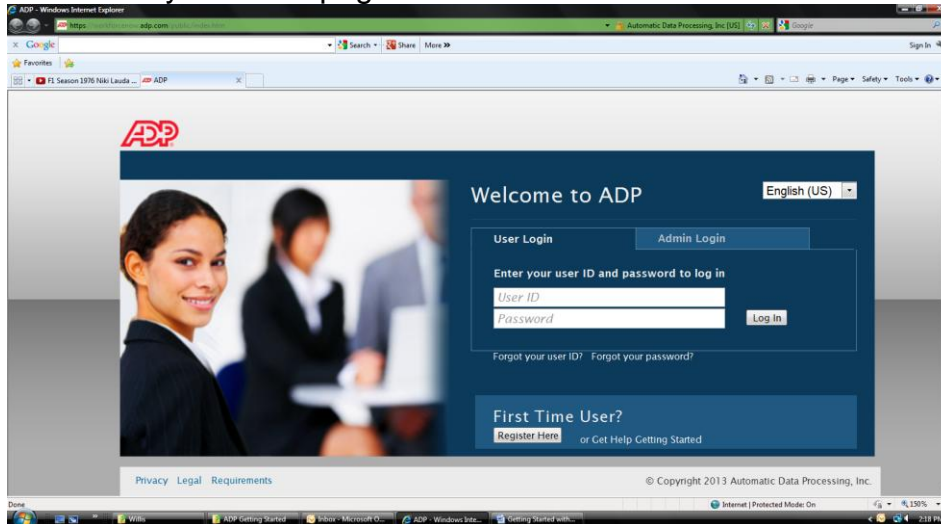 ADP - Windows Internet Explorer
https adp.com
Automatic Data Processing, Inc [US]
Google
x Google
Search
Share
More »
Sign In
Favorites
F1 Season 1976 Niki Lauda ...
ADP
x
Page
Safety
Tools
ADP
Welcome to ADP
English (US)
User Login
Admin Login
Enter your user ID and password to log in
User ID
Password
Log In
Forgot your user ID? Forgot your password?
First Time User?
Register Here or Get Help Getting Started
Privacy Legal Requirements
© Copyright 2013 Automatic Data Processing, Inc.
Done
Internet | Protected Mode: On
150%
Willis
ADP Getting Started
Inbox - Microsoft O...
ADP - Windows Inte...
Getting Started with...
2:18 PM